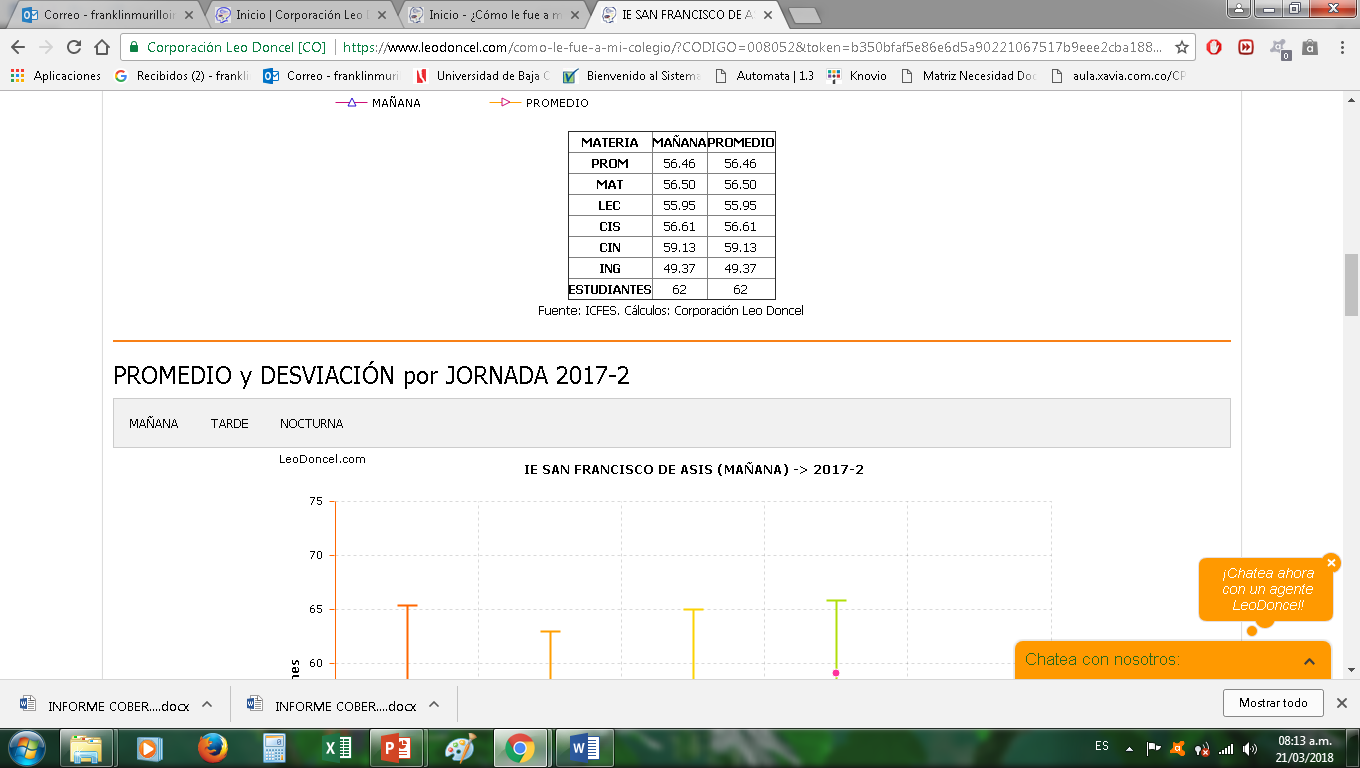 Correo - franklinmurilloin
Inicio | Corporación Leo
Inicio - ¿Cómo le fue a m
IE SAN FRANCISCO DE A
Corporación Leo Doncel [CO] | https://www.leodoncel.com/como-le-fue-a-mi-colegio/?CODIGO=008052&token=b350bfaf5e86e6d5a90221067517b9eee2cba188...
Aplicaciones Recibidos (2) - frankli Correo - franklinmuri Universidad de Baja C Bienvenido al Sistema Automata | 1.3 Knovio Matriz Necesidad Doc aula.xavia.com.co/CP
MAÑANA PROMEDIO
MATERIA MAÑANA PROMEDIO
PROM 56.46 56.46
MAT 56.50 56.50
LEC 55.95 55.95
CIS 56.61 56.61
CIN 59.13 59.13
ING 49.37 49.37
ESTUDIANTES 62 62
Fuente: ICFES. Cálculos: Corporación Leo Doncel
PROMEDIO y DESVIACIÓN por JORNADA 2017-2
MAÑANA TARDE NOCTURNA
LeoDoncel.com
IE SAN FRANCISCO DE ASIS (MAÑANA) -> 2017-2
75
70
65
60
nes
¡Chatea ahora
con un agente
LeoDoncel!
Chatea con nosotros:
INFORME COBER....docx INFORME COBER....docx Mostrar todo
ES
0
08:13 a.m.
21/03/2018